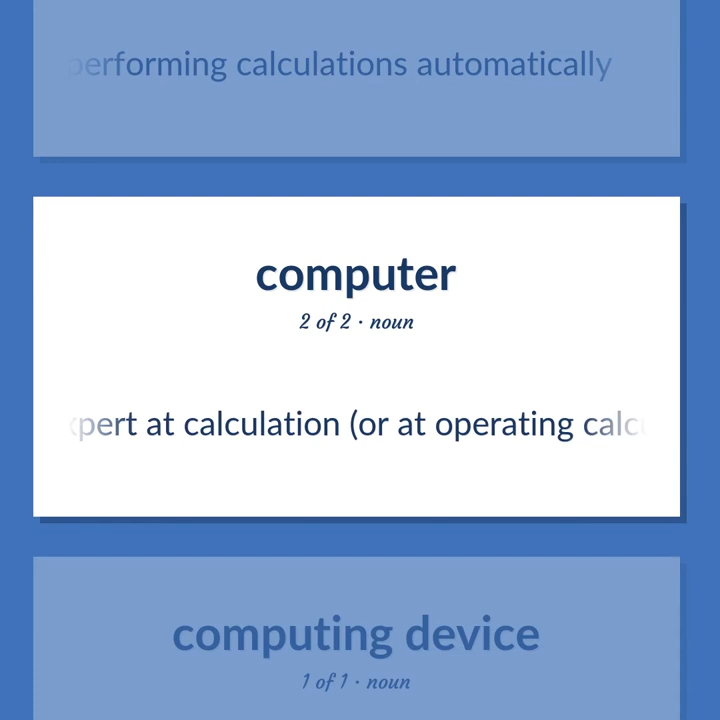 performing calculations automatically
computer
2 of 2 · noun
expert at calculation (or at operating
computing device
1 of 1 · noun